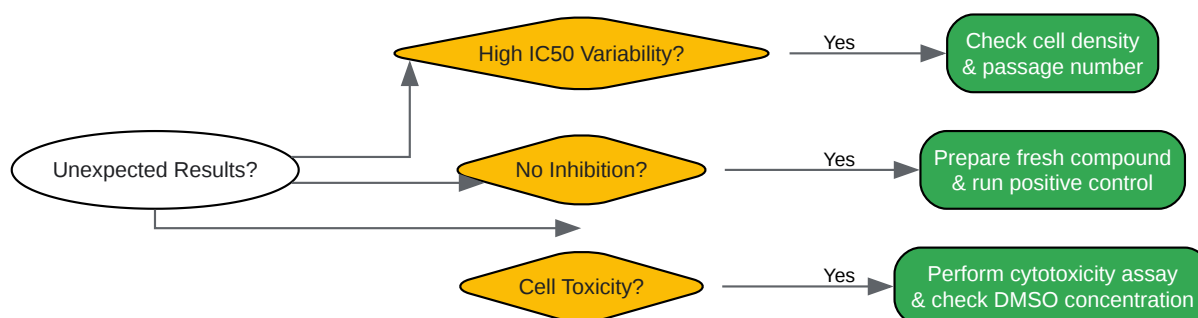 Unexpected Results?
High IC50 Variability?
Yes
Check cell density
& passage number
No Inhibition?
Yes
Prepare fresh compound
& run positive control
Cell Toxicity?
Yes
Perform cytotoxicity assay
& check DMSO concentration